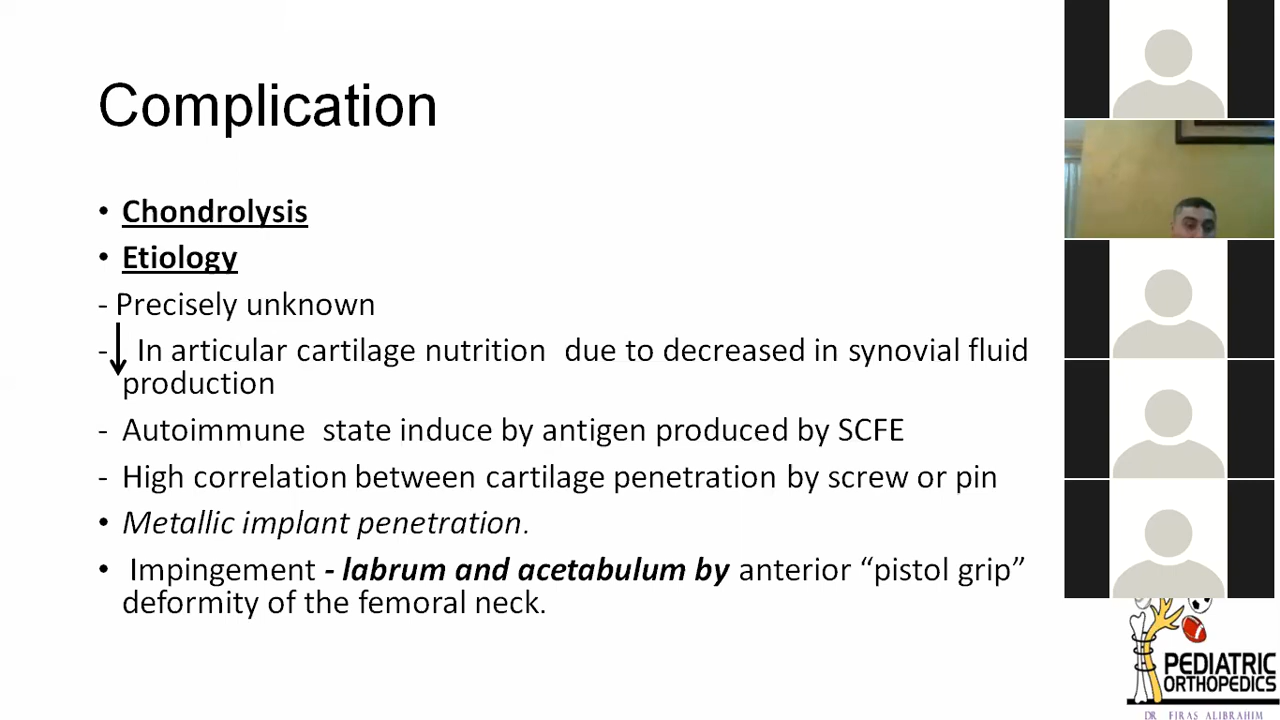 Complication
• Chondrolysis
• Etiology
- Precisely unknown
- ↓ In articular cartilage nutrition due to decreased in synovial fluid
production
- Autoimmune state induce by antigen produced by SCFE
- High correlation between cartilage penetration by screw or pin
• Metallic implant penetration.
• Impingement - labrum and acetabulum by anterior “pistol grip”
deformity of the femoral neck.
PEDIATRIC
ORTHOPEDICS
DR FIRAS ALIBRAHIM